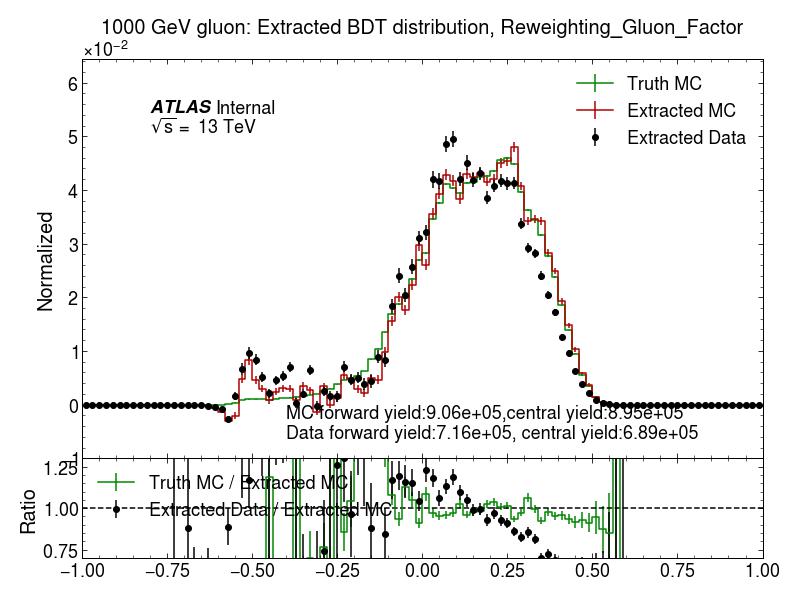 1000 GeV gluon: Extracted BDT distribution, Reweighting_Gluon_Factor
×10⁻²
ATLAS Internal
√s = 13 TeV
Truth MC
Extracted MC
Extracted Data
Normalized
6
5
4
3
2
1
0
1
MC forward yield:9.06e+05,central yield:8.95e+05
Data forward yield:7.16e+05, central yield:6.89e+05
Ratio
1.25
1.00
0.75
Truth MC / Extracted MC
Extracted Data / Extracted MC
−1.00 −0.75 −0.50 −0.25 0.00 0.25 0.50 0.75 1.00